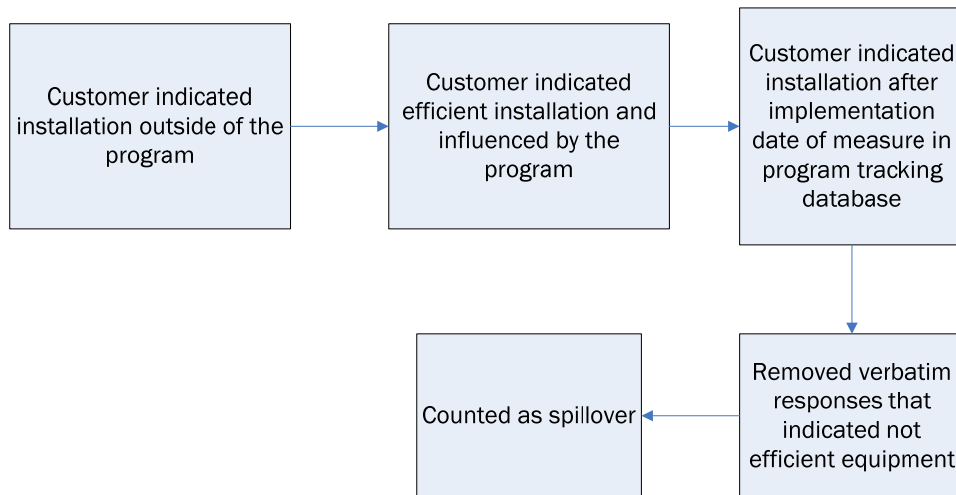 Customer indicated
installation outside of the
program
Customer indicated
efficient installation and
influenced by the
program
Customer indicated
installation after
implementation
date of measure in
program tracking
database
Removed verbatim
responses that
indicated not
efficient equipment
Counted as spillover